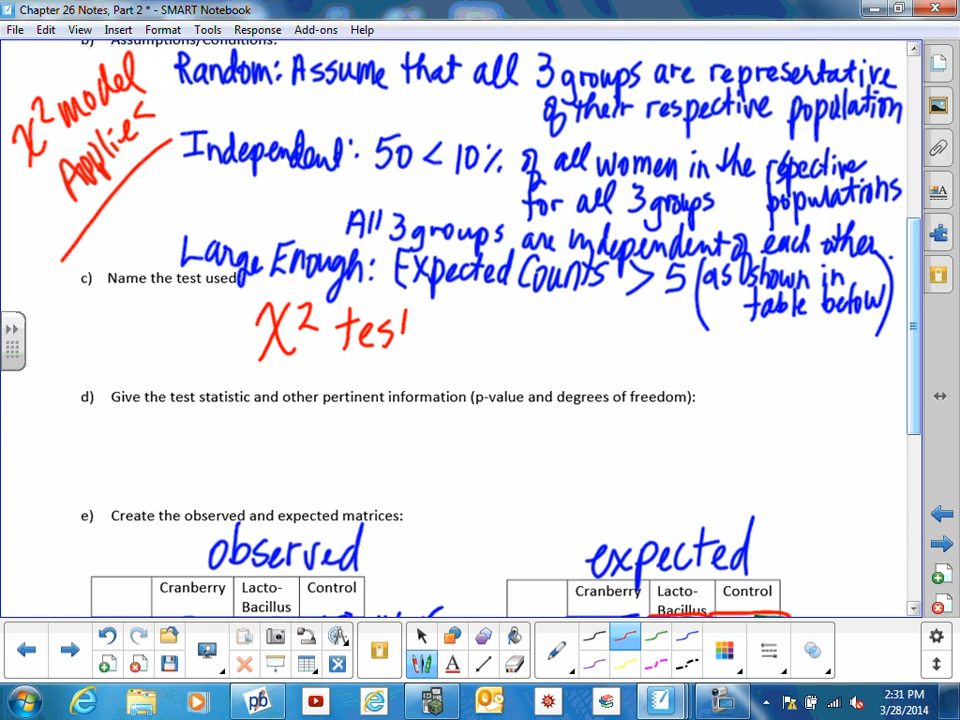 Chapter 26 Notes, Part 2 * - SMART Notebook
File Edit View Insert Format Tools Response Add-ons Help
b) Assumptions/Conditions:
χ² model
Applies
Random: Assume that all 3 groups are representative
of their respective population
Independent: 50 < 10% of all women in the respective
populations
for all 3 groups
All 3 groups are independent of each other.
Large Enough: Expected Counts > 5 (as shown in
table below)
c) Name the test used
χ² test
d) Give the test statistic and other pertinent information (p-value and degrees of freedom):
e) Create the observed and expected matrices:
observed expected
Cranberry Lacto-
Bacillus Control
Cranberry Lacto-
Bacillus Control
2:31 PM
3/28/2014